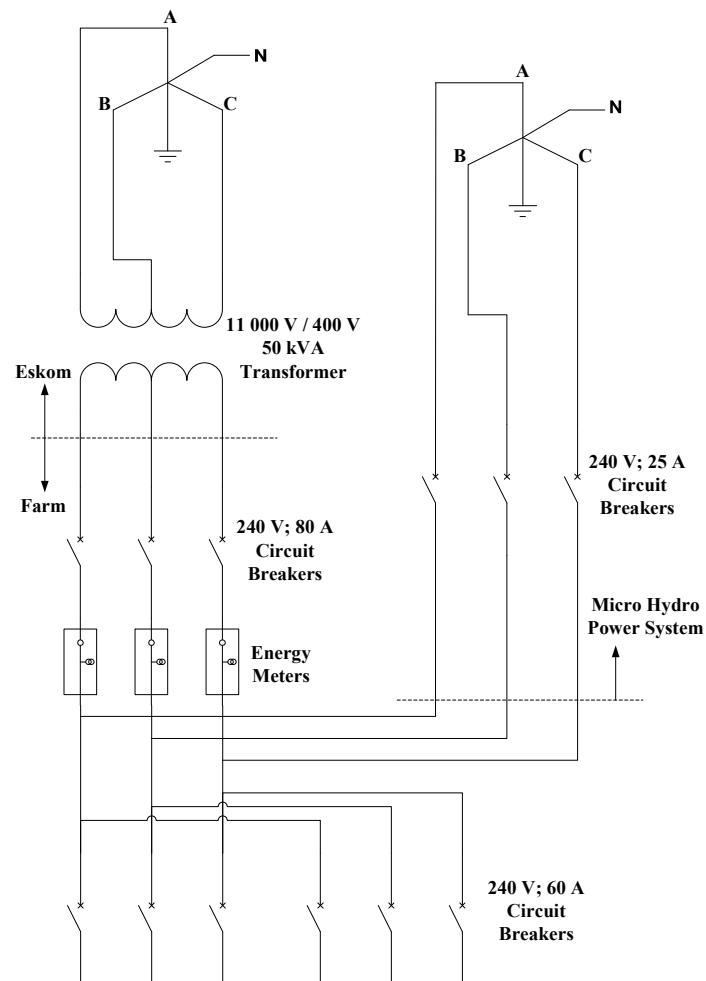 A
N
B
C
A
N
B
C
11 000 V / 400 V
50 kVA
Transformer
Eskom
Farm
240 V; 25 A
Circuit
Breakers
240 V; 80 A
Circuit
Breakers
Micro Hydro
Power System
Energy
Meters
240 V; 60 A
Circuit
Breakers